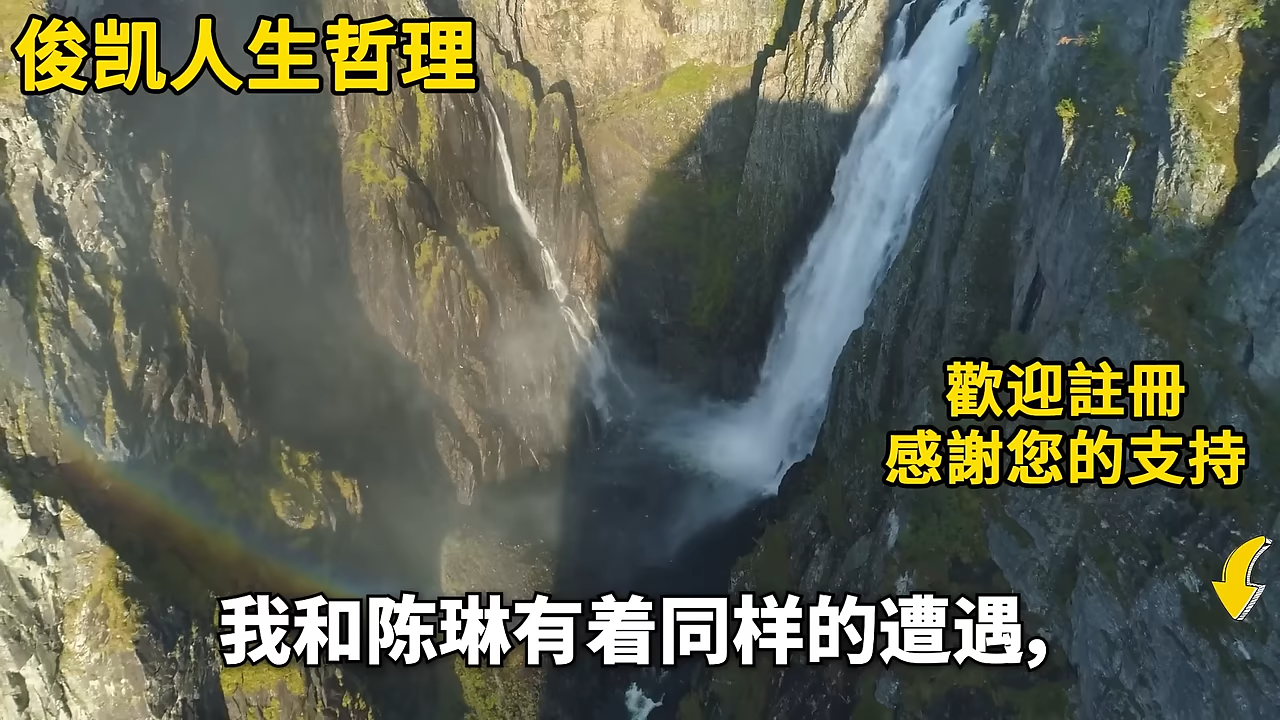 俊凯人生哲理
歡迎註冊
感謝您的支持
我和陈琳有着同样的遭遇,